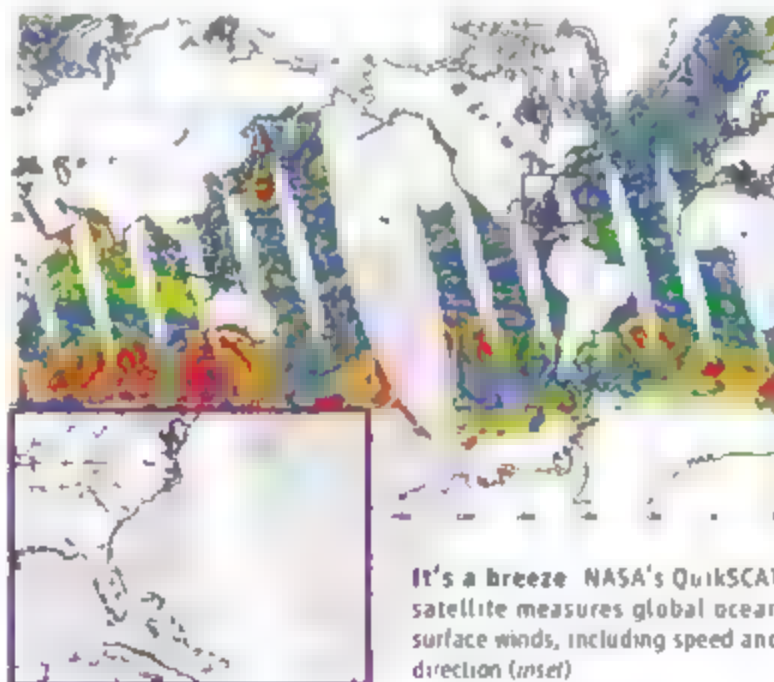 It's a breeze NASA's QuikSCAT
satellite measures global ocean
surface winds, including speed and
direction (inset)